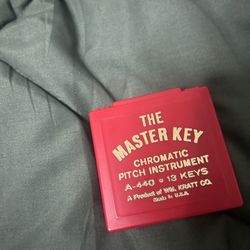 THE
MASTER KEY
CHROMATIC
PITCH INSTRUMENT
A-440 • 13 KEYS
A Product of WM. KRATT CO.
Made in U.S.A.